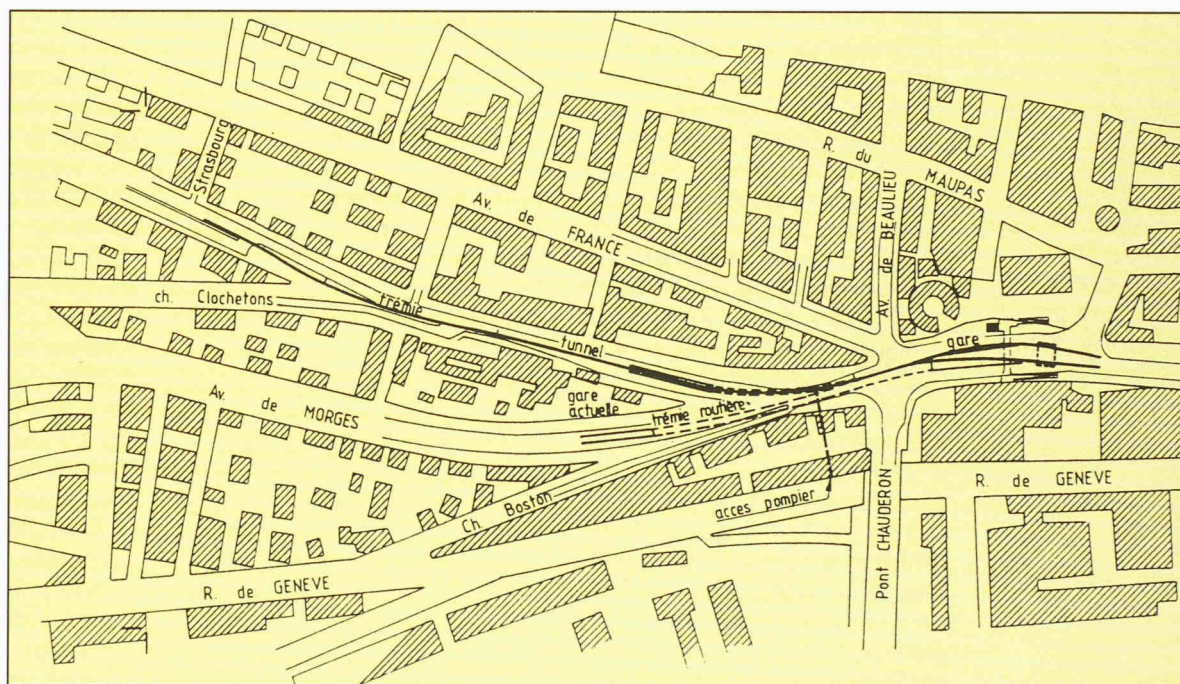 R. du
MAUPAS
Strasbourg
Av. de
FRANCE
Av. de BEAULIEU
ch. Clochetons
trémie
tunnel
gare
gare
actuelle
trémie routière
Av.
de MORGES
Ch. Boston
accès pompier
R. de GENEVE
R. de GENEVE
Pont CHAUDERON